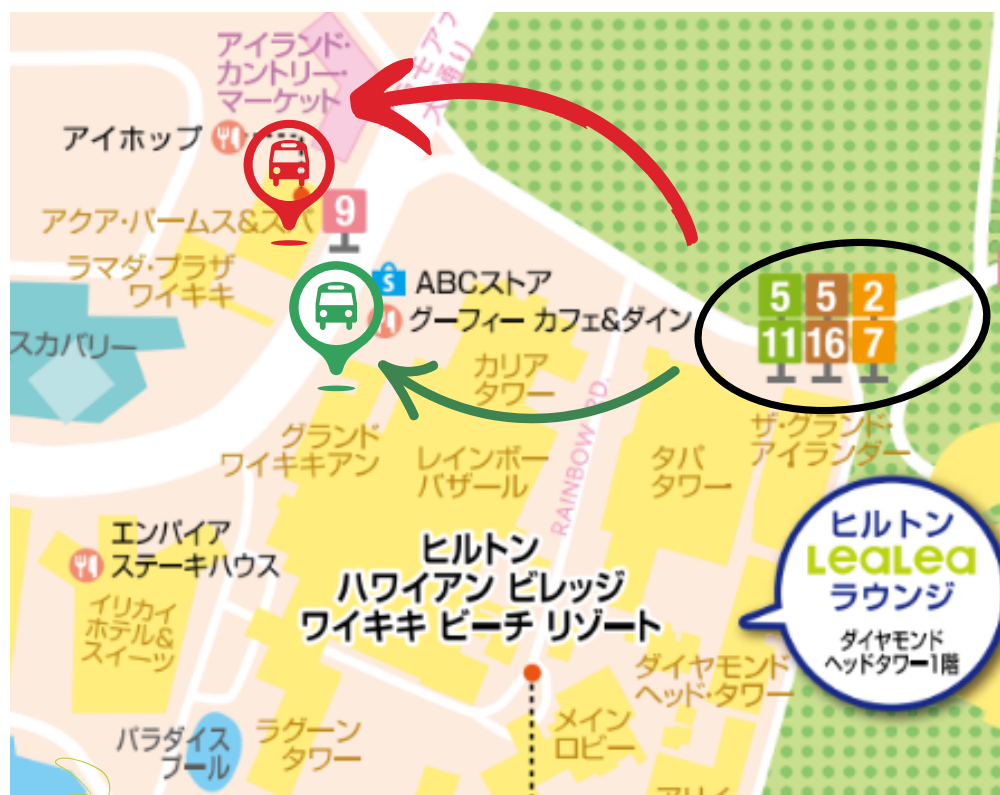 アイランド・
カントリー・
マーケット
アイホップ
アクア・パームス&スパ
9
ラマダ・プラザ
ワイキキ
スカバリー
S
ABCストア
グーフィー カフェ&ダイン
5 5 2
11 16 7
カリア
タワー
グランド
ワイキキアン
レインボー
バザール
RAINBOW RD.
タパ
タワー
ザ・グランド・
アイランダー
エンパイア
ステーキハウス
イリカイ
ホテル&
スイーツ
ヒルトン
ハワイアン ビレッジ
ワイキキ ビーチ リゾート
ヒルトン
LeaLea
ラウンジ
ダイヤモンド
ヘッドタワー1階
ダイヤモンド
ヘッド・タワー
メイン
ロビー
パラダイス
プール
ラグーン
タワー